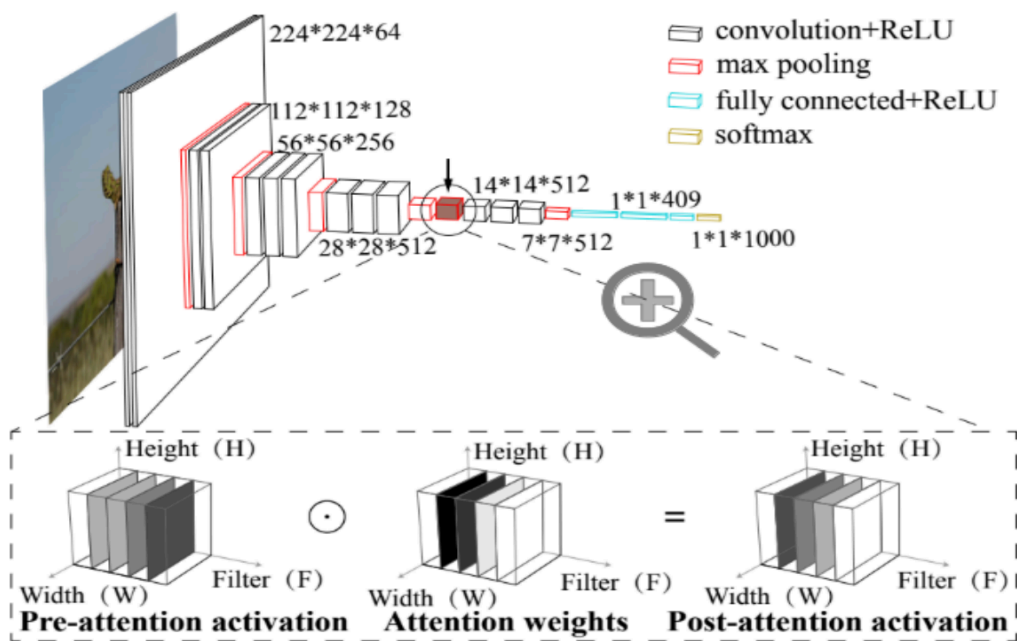 224*224*64
112*112*128
56*56*256
28*28*512
14*14*512
7*7*512
1*1*409
1*1*1000
convolution+ReLU
max pooling
fully connected+ReLU
softmax
Height (H)
Width (W)
Filter (F)
Pre-attention activation
Height (H)
Width (W)
Filter (F)
Attention weights
=
Height (H)
Width (W)
Filter (F)
Post-attention activation